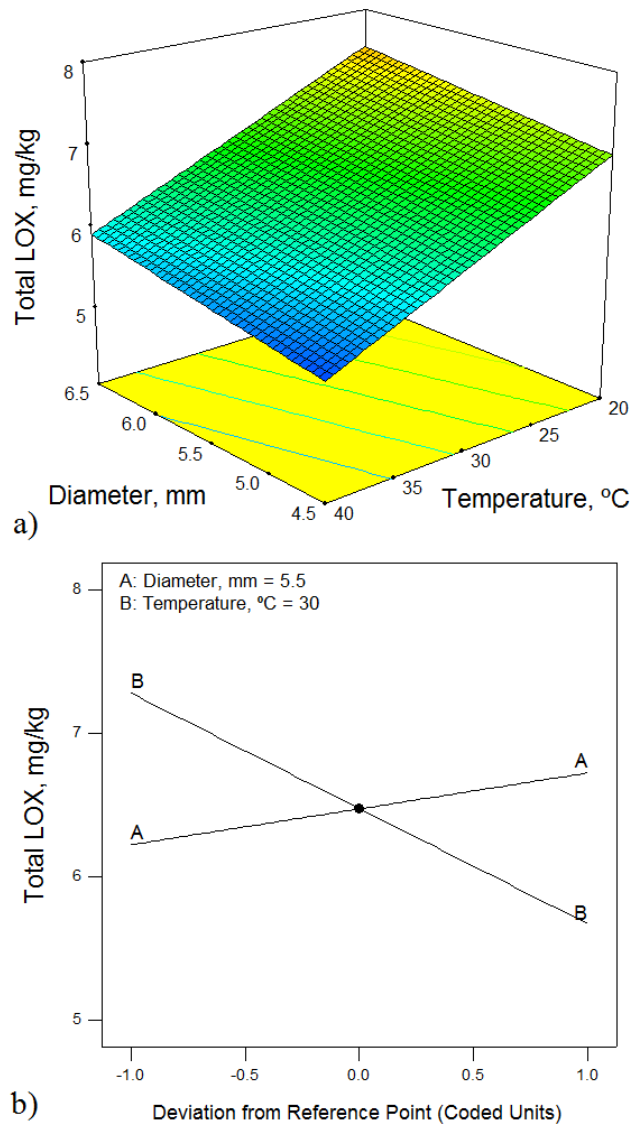 8
7
6
5
Total LOX, mg/kg
6.5
6.0
5.5
5.0
4.5
Diameter, mm
40
35
30
25
20
Temperature, ºC
a)
A: Diameter, mm = 5.5
B: Temperature, ºC = 30
8
7
6
5
Total LOX, mg/kg
B
A
A
B
-1.0 -0.5 0.0 0.5 1.0
Deviation from Reference Point (Coded Units)
b)